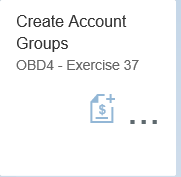 Create Account
Groups
OBD4 - Exercise 37
$
...